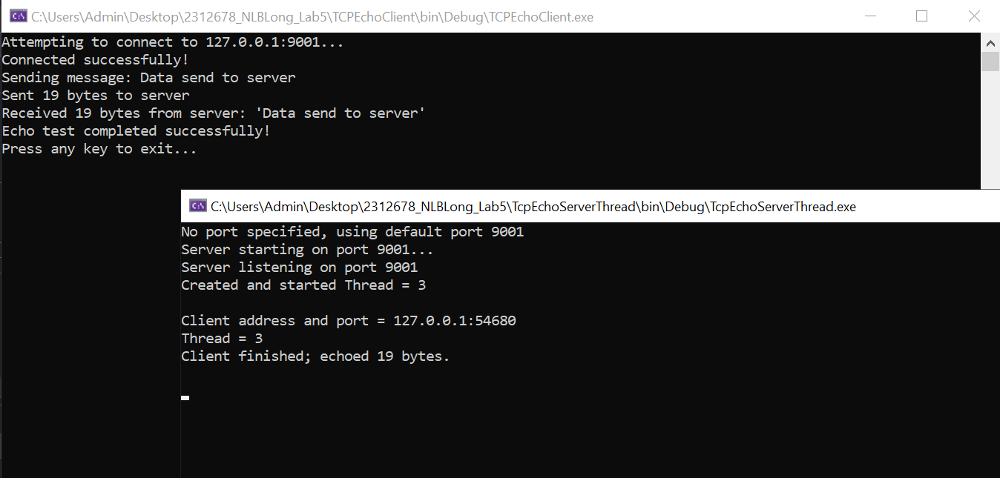 C:\Users\Admin\Desktop\2312678_NLBLong_Lab5\TCPEchoClient\bin\Debug\TCPEchoClient.exe
Attempting to connect to 127.0.0.1:9001...
Connected successfully!
Sending message: Data send to server
Sent 19 bytes to server
Received 19 bytes from server: 'Data send to server'
Echo test completed successfully!
Press any key to exit...
C:\Users\Admin\Desktop\2312678_NLBLong_Lab5\TcpEchoServerThread\bin\Debug\TcpEchoServerThread.exe
No port specified, using default port 9001
Server starting on port 9001...
Server listening on port 9001
Created and started Thread = 3
Client address and port = 127.0.0.1:54680
Thread = 3
Client finished; echoed 19 bytes.